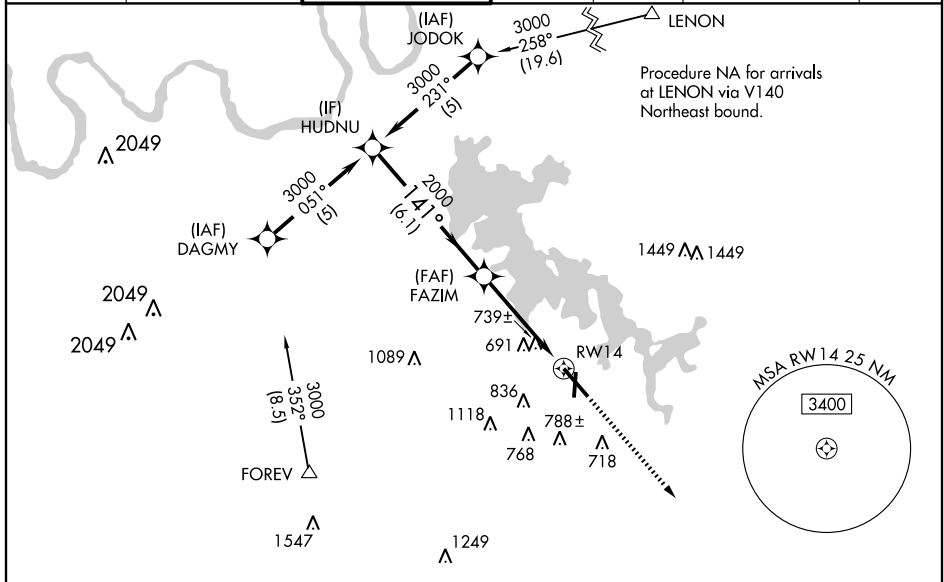 (IAF)
JODOK
3000
258°
(19.6)
LENON
Procedure NA for arrivals
at LENON via V140
Northeast bound.
3000
231°
(5)
(IF)
HUDNU
2049
3000
051°
(5)
(IAF)
DAGMY
2000
141°
(6.1)
1449
1449
(FAF)
FAZIM
2049
2049
739±
691
RW14
1089
MSA RW14 25 NM
3400
3000
352°
(8.5)
836
1118
788±
768
718
FOREV
1547
1249